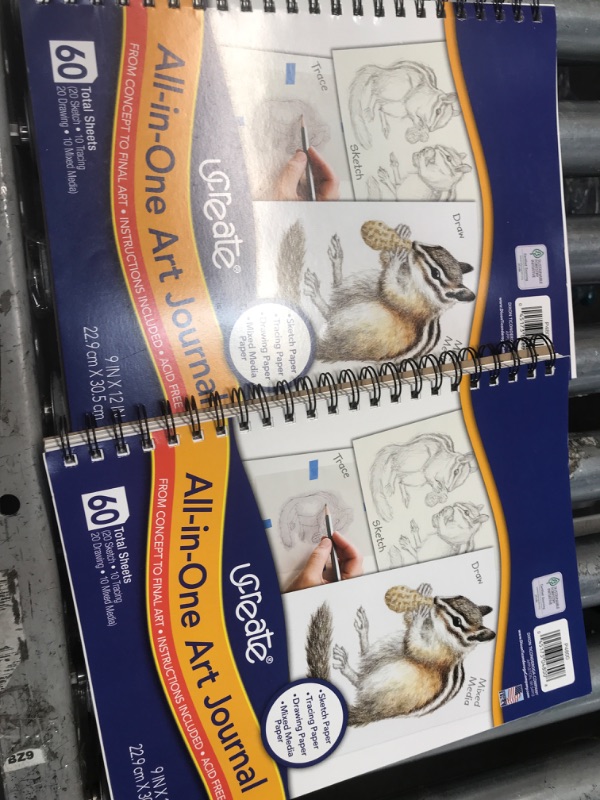 60
Total Sheets
(20 Sketch • 10 Tracing
20 Drawing • 10 Mixed Media)
All-in-One Art Journal
FROM CONCEPT TO FINAL ART • INSTRUCTIONS INCLUDED • ACID FREE
9 IN X 12 IN
22.9 cm X 30.5 cm
UCreate®
Trace
Sketch
Draw
• Sketch Paper
• Tracing Paper
• Drawing Paper
• Mixed Media
Paper
60
Total Sheets
(20 Sketch • 10 Tracing
20 Drawing • 10 Mixed Media)
All-in-One Art Journal
FROM CONCEPT TO FINAL ART • INSTRUCTIONS INCLUDED • ACID FREE
9 IN X
22.9 cm X 30
UCreate®
Trace
Sketch
Draw
Mixed
Media
• Sketch Paper
• Tracing Paper
• Drawing Paper
• Mixed Media
Paper
629